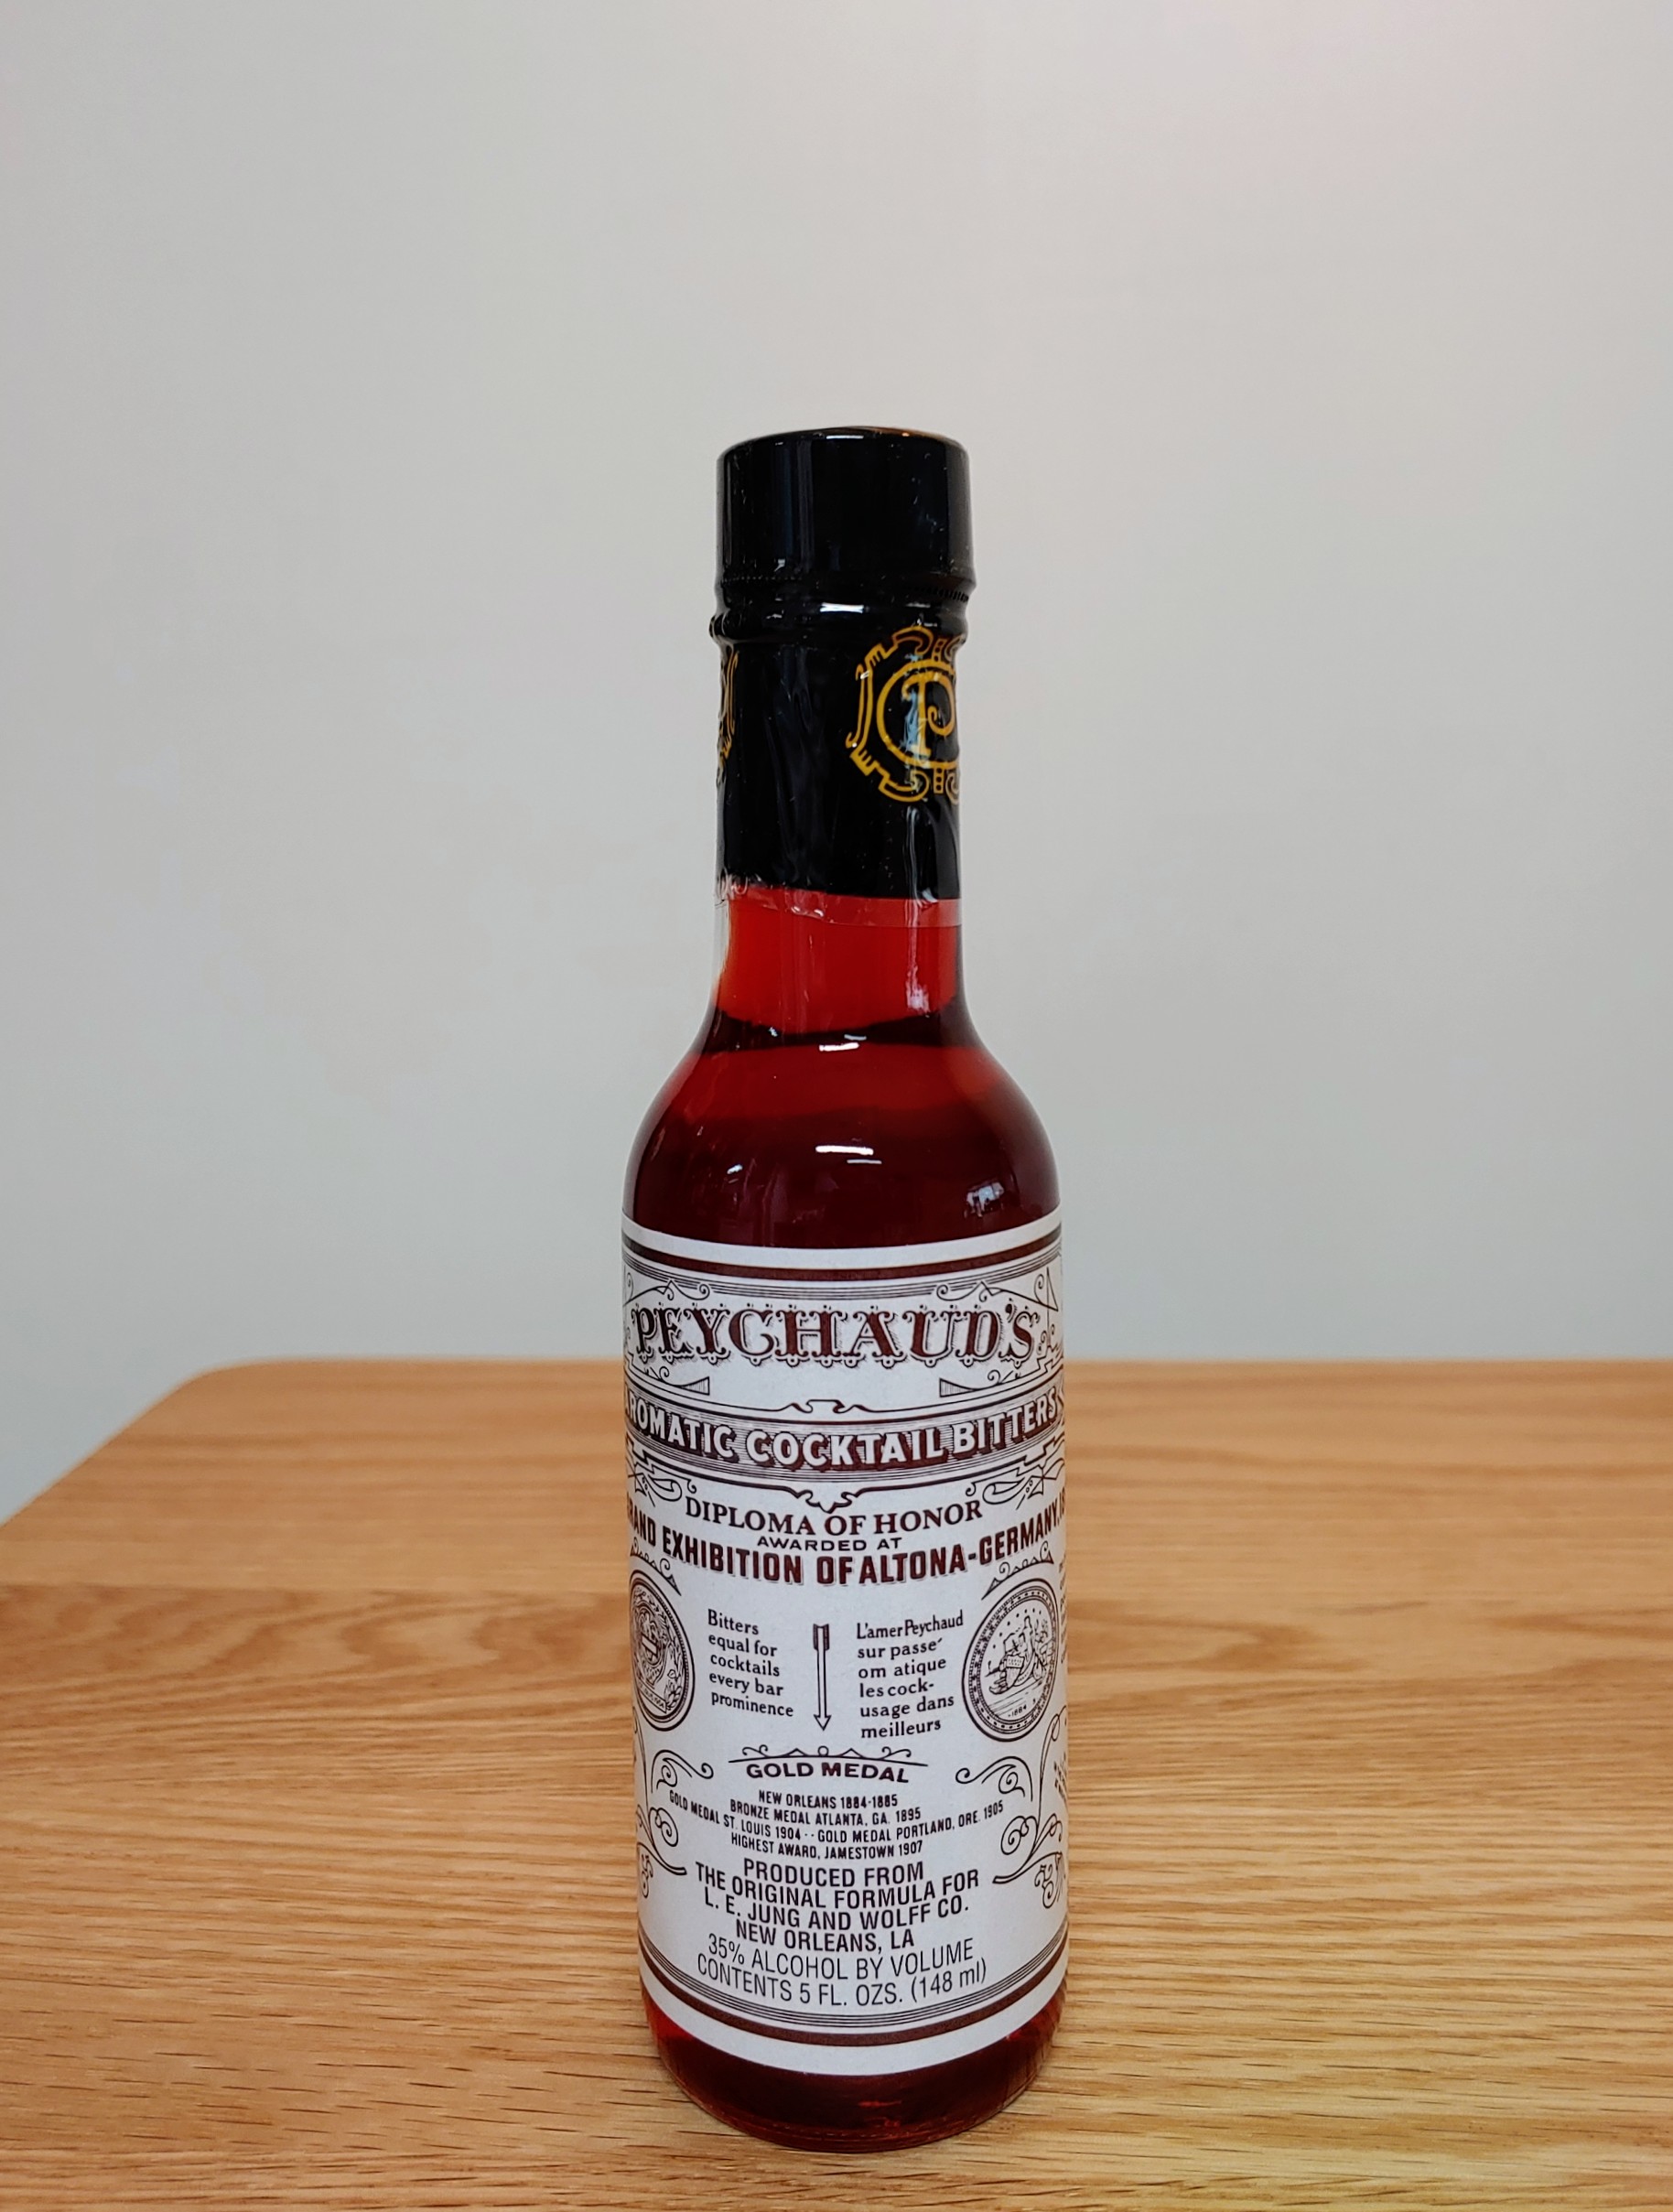 P
PEYCHAUD'S
AROMATIC COCKTAIL BITTERS
DIPLOMA OF HONOR
AWARDED AT
GRAND EXHIBITION OF ALTONA-GERMANY,
Bitters
equal for
cocktails
every bar
prominence
L'amer Peychaud
sur passe´
om atique
les cock-
usage dans
meilleurs
-1884-
GOLD MEDAL
NEW ORLEANS 1884-1885
BRONZE MEDAL ATLANTA, GA. 1895
GOLD MEDAL ST. LOUIS 1904 -- GOLD MEDAL PORTLAND, ORE. 1905
HIGHEST AWARD, JAMESTOWN 1907
PRODUCED FROM
THE ORIGINAL FORMULA FOR
L. E. JUNG AND WOLFF CO.
NEW ORLEANS, LA
35% ALCOHOL BY VOLUME
CONTENTS 5 FL. OZS. (148 ml)